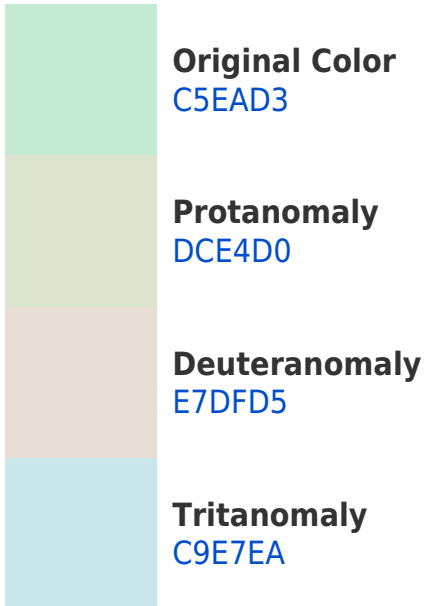 Original Color
C5EAD3
Protanomaly
DCE4D0
Deuteranomaly
E7DFD5
Tritanomaly
C9E7EA